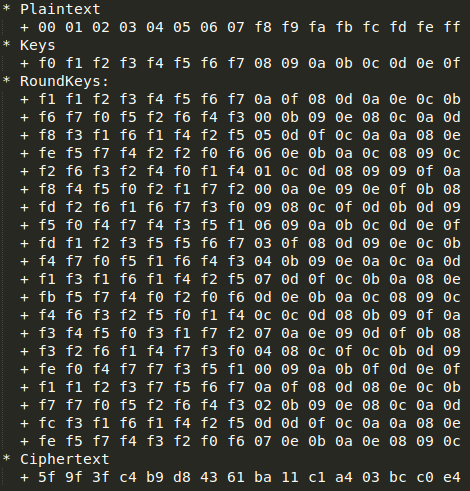 * Plaintext
+ 00 01 02 03 04 05 06 07 f8 f9 fa fb fc fd fe ff
* Keys
+ f0 f1 f2 f3 f4 f5 f6 f7 08 09 0a 0b 0c 0d 0e 0f
* RoundKeys:
+ f1 f1 f2 f3 f4 f5 f6 f7 0a 0f 08 0d 0a 0e 0c 0b
+ f6 f7 f0 f5 f2 f6 f4 f3 00 0b 09 0e 08 0c 0a 0d
+ f8 f3 f1 f6 f1 f4 f2 f5 05 0d 0f 0c 0a 0a 08 0e
+ fe f5 f7 f4 f2 f2 f0 f6 06 0e 0b 0a 0c 08 09 0c
+ f2 f6 f3 f2 f4 f0 f1 f4 01 0c 0d 08 09 09 0f 0a
+ f8 f4 f5 f0 f2 f1 f7 f2 00 0a 0e 09 0e 0f 0b 08
+ fd f2 f6 f1 f6 f7 f3 f0 09 08 0c 0f 0d 0b 0d 09
+ f5 f0 f4 f7 f4 f3 f5 f1 06 09 0a 0b 0c 0d 0e 0f
+ fd f1 f2 f3 f5 f5 f6 f7 03 0f 08 0d 09 0e 0c 0b
+ f4 f7 f0 f5 f1 f6 f4 f3 04 0b 09 0e 0a 0c 0a 0d
+ f1 f3 f1 f6 f1 f4 f2 f5 07 0d 0f 0c 0b 0a 08 0e
+ fb f5 f7 f4 f0 f2 f0 f6 0d 0e 0b 0a 0c 08 09 0c
+ f4 f6 f3 f2 f5 f0 f1 f4 0c 0c 0d 08 0b 09 0f 0a
+ f3 f4 f5 f0 f3 f1 f7 f2 07 0a 0e 09 0d 0f 0b 08
+ f3 f2 f6 f1 f4 f7 f3 f0 04 08 0c 0f 0c 0b 0d 09
+ fe f0 f4 f7 f7 f3 f5 f1 00 09 0a 0b 0f 0d 0e 0f
+ f1 f1 f2 f3 f7 f5 f6 f7 0a 0f 08 0d 08 0e 0c 0b
+ f7 f7 f0 f5 f2 f6 f4 f3 02 0b 09 0e 08 0c 0a 0d
+ fc f3 f1 f6 f1 f4 f2 f5 0d 0d 0f 0c 0a 0a 08 0e
+ fe f5 f7 f4 f3 f2 f0 f6 07 0e 0b 0a 0e 08 09 0c
* Ciphertext
+ 5f 9f 3f c4 b9 d8 43 61 ba 11 c1 a4 03 bc c0 e4